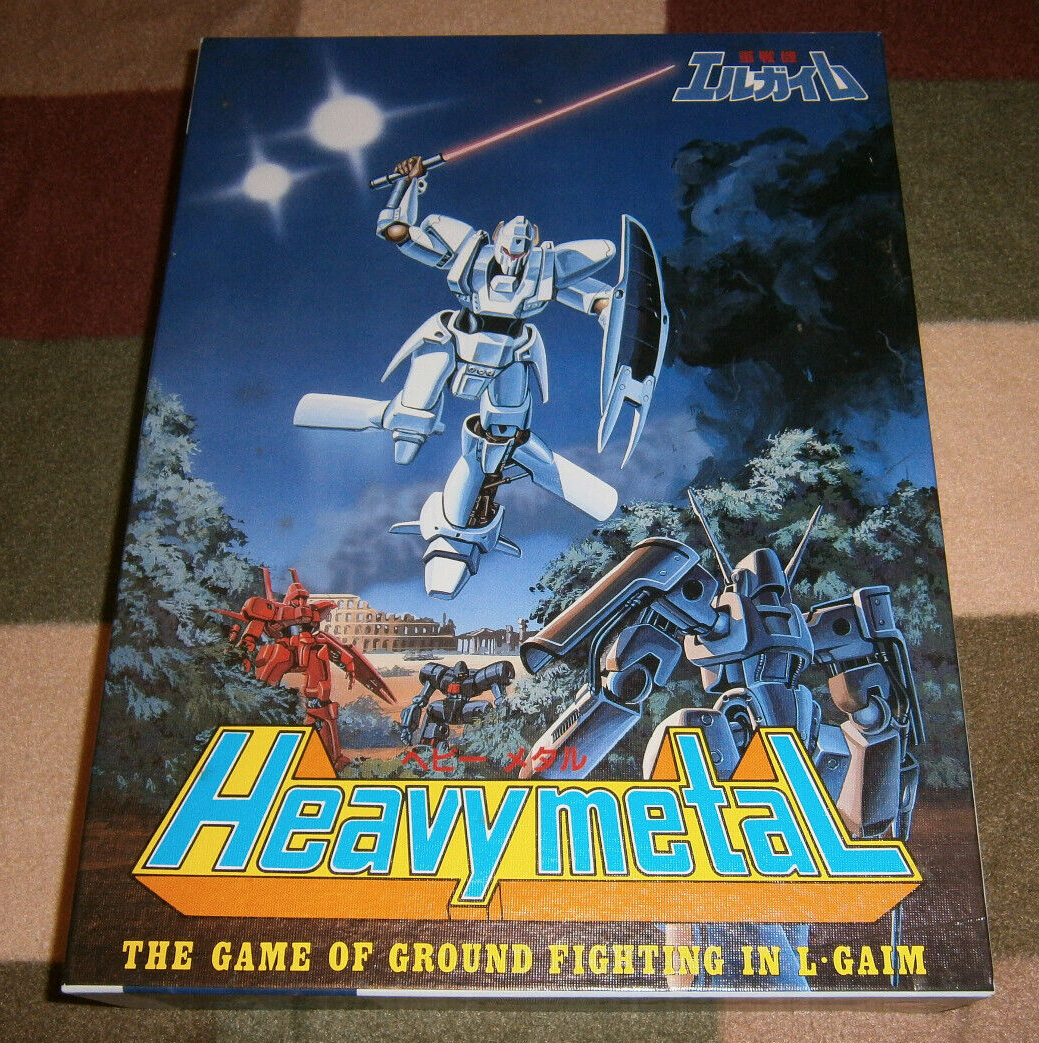 重戦機
エルガイム
ヘビー メタル
Heavymetal
THE GAME OF GROUND FIGHTING IN L·GAIM